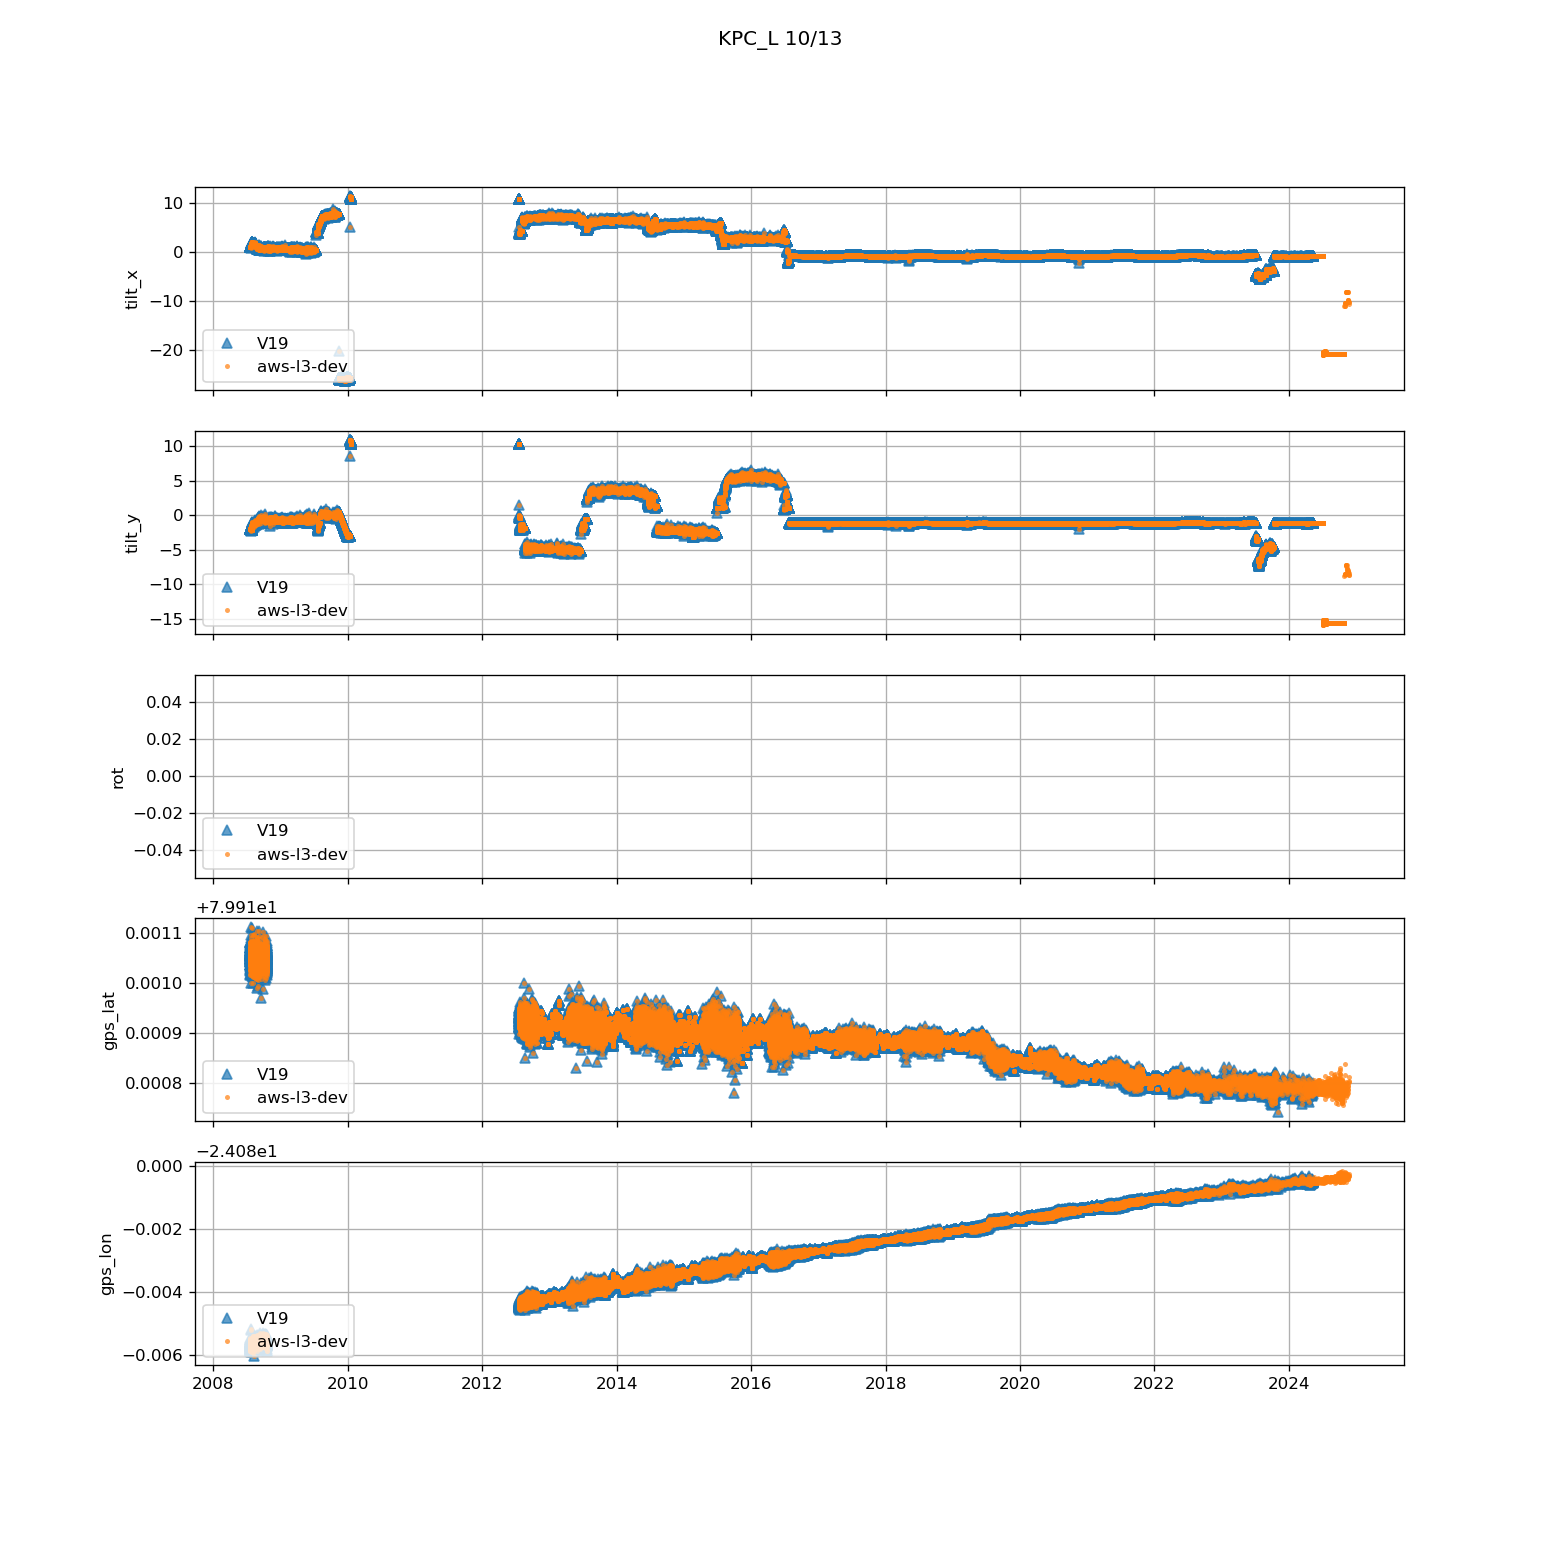 KPC_L 10/13
10
0
−10
−20
tilt_x
V19
aws-l3-dev
10
5
0
−5
−10
−15
tilt_y
V19
aws-l3-dev
0.04
0.02
0.00
−0.02
−0.04
rot
V19
aws-l3-dev
+7.991e1
0.0011
0.0010
0.0009
0.0008
gps_lat
V19
aws-l3-dev
−2.408e1
0.000
−0.002
−0.004
−0.006
gps_lon
V19
aws-l3-dev
2008 2010 2012 2014 2016 2018 2020 2022 2024